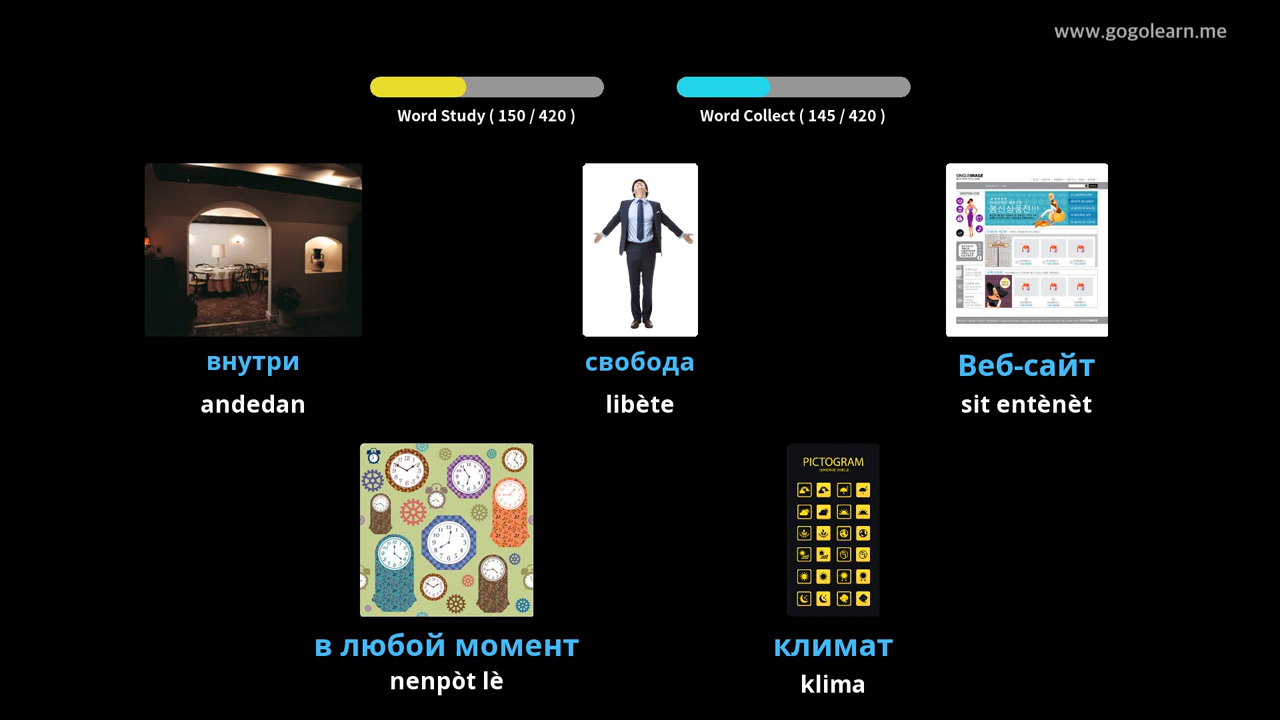 www.gogolearn.me
Word Study ( 150 / 420 )
Word Collect ( 145 / 420 )
внутри
свобода
Веб-сайт
andedan
libète
sit entènèt
PICTOGRAM
в любой момент
климат
nenpòt lè
klima